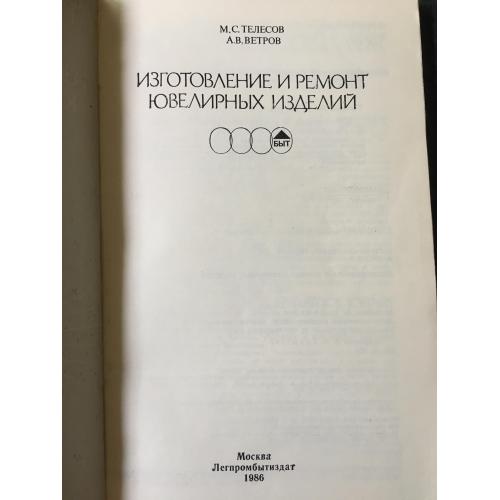 М.С.ТЕЛЕСОВ
А.В.ВЕТРОВ
ИЗГОТОВЛЕНИЕ И РЕМОНТ
ЮВЕЛИРНЫХ ИЗДЕЛИЙ
БЫТ
Москва
Легпромбытиздат
1986